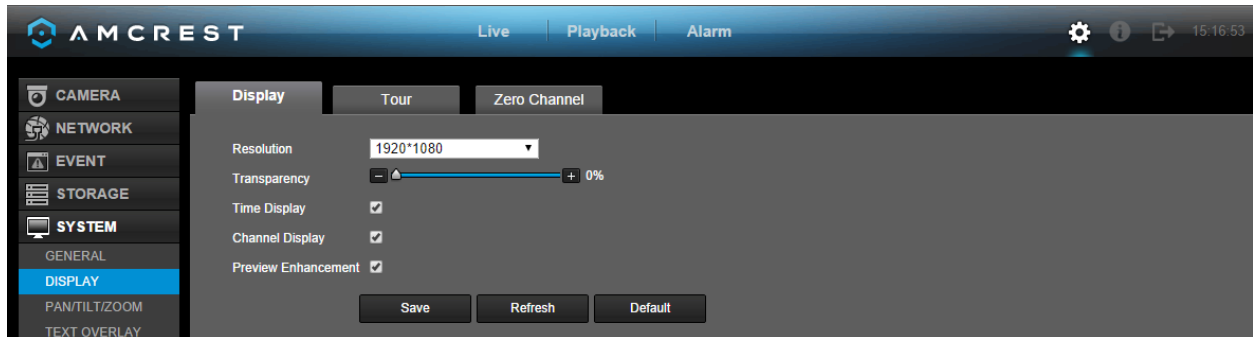 AMCREST Live Playback Alarm 15:16:53
CAMERA
NETWORK
EVENT
STORAGE
SYSTEM
GENERAL
DISPLAY
PAN/TILT/ZOOM
TEXT OVERLAY
Display Tour Zero Channel
Resolution 1920*1080
Transparency 0%
Time Display
Channel Display
Preview Enhancement
Save Refresh Default